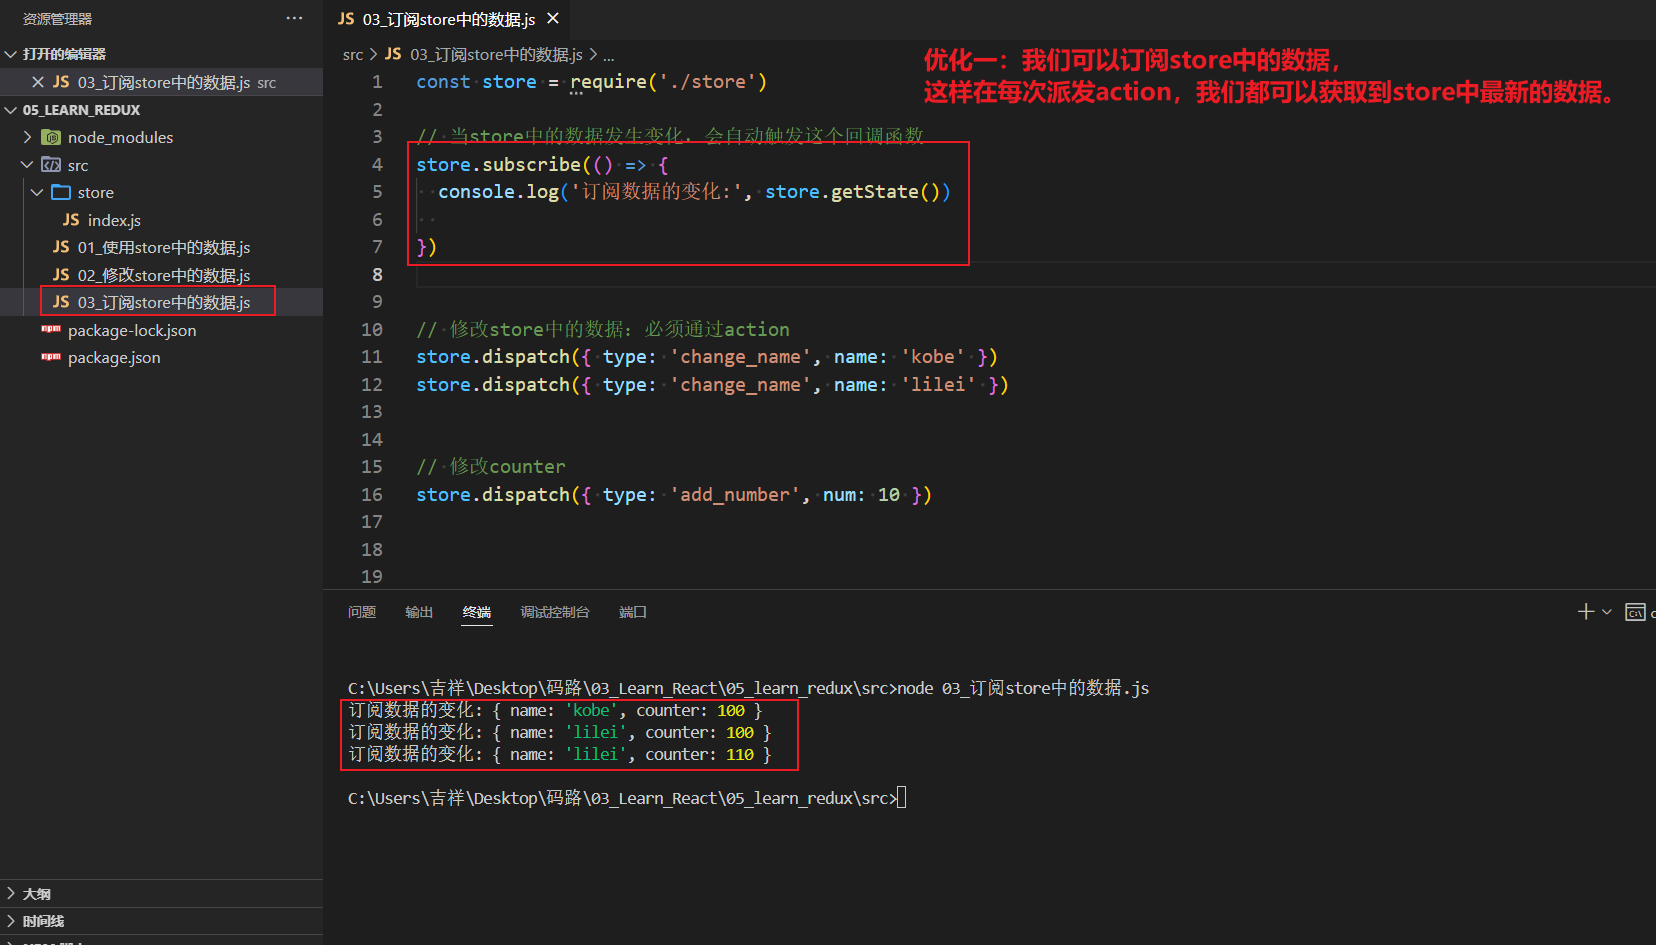 资源管理器
···
打开的编辑器
JS 03_订阅store中的数据.js src
05_LEARN_REDUX
node_modules
src
store
JS index.js
JS 01_使用store中的数据.js
JS 02_修改store中的数据.js
JS 03_订阅store中的数据.js
npm package-lock.json
npm package.json
大纲
时间线
JS 03_订阅store中的数据.js
src > JS 03_订阅store中的数据.js > ...
优化一：我们可以订阅store中的数据，
这样在每次派发action，我们都可以获取到store中最新的数据。
1 const store = require('./store')
2
3 // 当store中的数据发生变化，会自动触发这个回调函数
4 store.subscribe(() => {
5 console.log('订阅数据的变化:', store.getState())
6
7 })
8
9
10 // 修改store中的数据：必须通过action
11 store.dispatch({ type: 'change_name', name: 'kobe' })
12 store.dispatch({ type: 'change_name', name: 'lilei' })
13
14
15 // 修改counter
16 store.dispatch({ type: 'add_number', num: 10 })
17
18
19
问题 输出 终端 调试控制台 端口
C:\Users\吉祥\Desktop\码路\03_Learn_React\05_learn_redux\src>node 03_订阅store中的数据.js
订阅数据的变化: { name: 'kobe', counter: 100 }
订阅数据的变化: { name: 'lilei', counter: 100 }
订阅数据的变化: { name: 'lilei', counter: 110 }
C:\Users\吉祥\Desktop\码路\03_Learn_React\05_learn_redux\src>